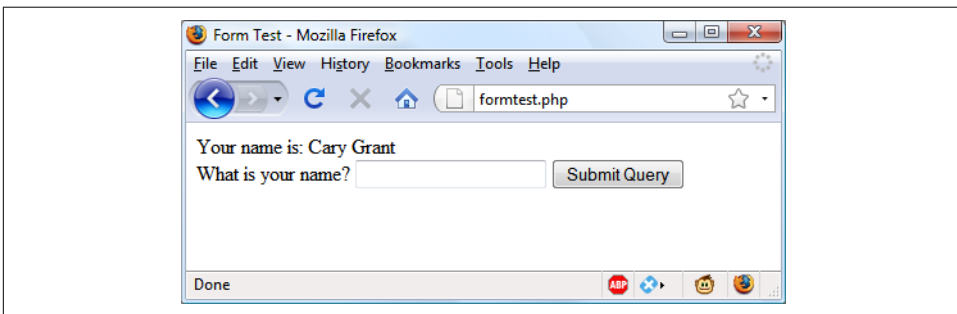 Form Test - Mozilla Firefox
File Edit View History Bookmarks Tools Help
formtest.php
Your name is: Cary Grant
What is your name? Submit Query
Done
ABP